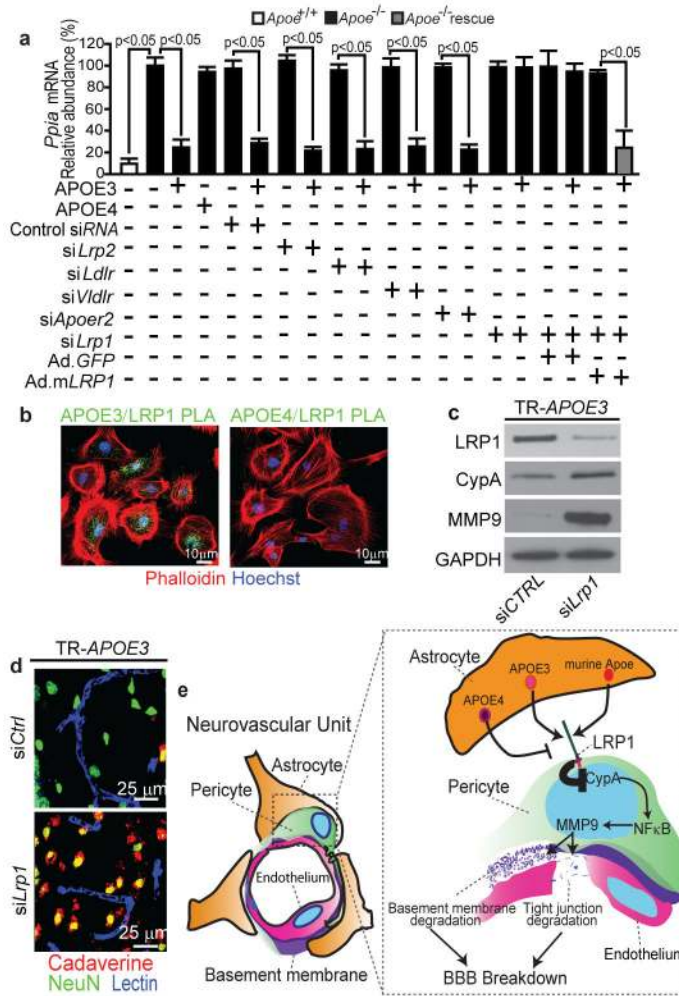 Apoe+/+ Apoe-/- Apoe-/- rescue
a
p<0.05 p<0.05 p<0.05 p<0.05 p<0.05 p<0.05 p<0.05 p<0.05
Ppia mRNA
Relative abundance (%)
120
100
80
60
40
20
0
APOE3 - - + - - + - + - + - + - + - + - + - +
APOE4 - - - + - - - - - - - - - - - - - - - -
Control siRNA - - - - + + - - - - - - - - - - - - - -
siLrp2 - - - - - - + + - - - - - - - - - - - -
siLdlr - - - - - - - - + + - - - - - - - - - -
siVldlr - - - - - - - - - - + + - - - - - - - -
siApoer2 - - - - - - - - - - - - + + - - - - - -
siLrp1 - - - - - - - - - - - - - - + + + + + +
Ad.GFP - - - - - - - - - - - - - - - - + + - -
Ad.mLRP1 - - - - - - - - - - - - - - - - - - + +
b
APOE3/LRP1 PLA APOE4/LRP1 PLA
10μm 10μm
Phalloidin Hoechst
c
TR-APOE3
LRP1
CypA
MMP9
GAPDH
siCTRL siLrp1
d
TR-APOE3
siCtrl
25 μm
siLrp1
25 μm
Cadaverine
NeuN Lectin
e
Neurovascular Unit
Astrocyte
Pericyte
Endothelium
Basement membrane
Astrocyte
APOE3
murine Apoe
APOE4
LRP1
CypA
Pericyte
MMP9
NFκB
Basement membrane
degradation
Tight junction
degradation
Endothelium
BBB Breakdown